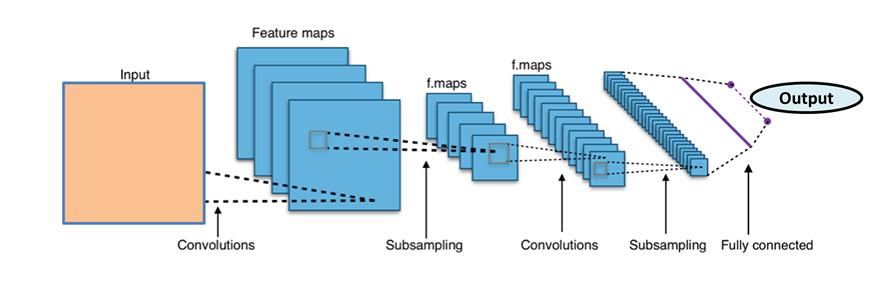 Feature maps
Input
f.maps
f.maps
Output
Convolutions
Subsampling
Convolutions
Subsampling
Fully connected